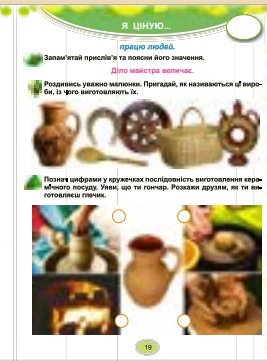 Я ЦІНУЮ...
працю людей.
Запам'ятай прислів'я та поясни його значення.
Діло майстра величає.
Роздивись уважно малюнки. Пригадай, як називаються ці виро-
би, із чого виготовляють їх.
Познач цифрами у кружечках послідовність виготовлення кера-
мічного посуду. Уяви, що ти гончар. Розкажи друзям, як ти ви-
готовляєш глечик.
19